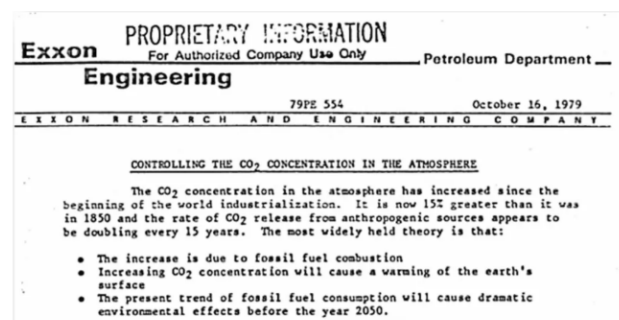 PROPRIETARY INFORMATION
For Authorized Company Use Only
Exxon
Engineering
Petroleum Department
79PE 554 October 16, 1979
EXXON RESEARCH AND ENGINEERING COMPANY
CONTROLLING THE CO2 CONCENTRATION IN THE ATMOSPHERE
The CO2 concentration in the atmosphere has increased since the
beginning of the world industrialization. It is now 15% greater than it was
in 1850 and the rate of CO2 release from anthropogenic sources appears to
be doubling every 15 years. The most widely held theory is that:
• The increase is due to fossil fuel combustion
• Increasing CO2 concentration will cause a warming of the earth's
surface
• The present trend of fossil fuel consumption will cause dramatic
environmental effects before the year 2050.